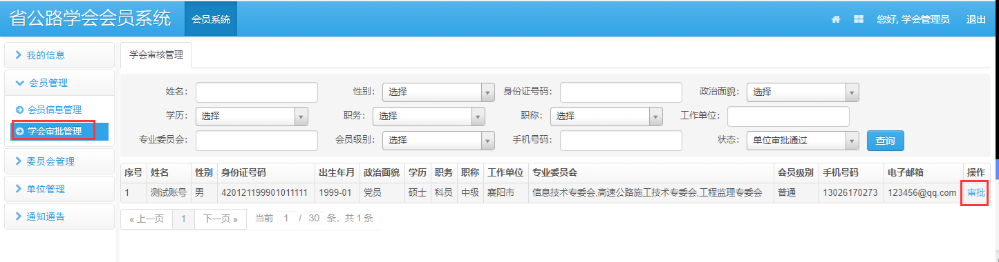 省公路学会会员系统 会员系统 您好, 学会管理员 退出
我的信息
会员管理
会员信息管理
学会审批管理
委员会管理
单位管理
通知通告
学会审核管理
姓名: 性别: 选择 身份证号码: 政治面貌: 选择
学历: 选择 职务: 选择 职称: 选择 工作单位:
专业委员会: 会员级别: 选择 手机号码: 状态: 单位审批通过 查询
序号 姓名 性别 身份证号码 出生年月 政治面貌 学历 职务 职称 工作单位 专业委员会 会员级别 手机号码 电子邮箱 操作
1 测试账号 男 420121199901011111 1999-01 党员 硕士 科员 中级 襄阳市 信息技术专委会,高速公路施工技术专委会,工程监理专委会 普通 13026170273 123456@qq.com 审批
« 上一页 1 下一页 » 当前 1 / 30 条，共 1 条